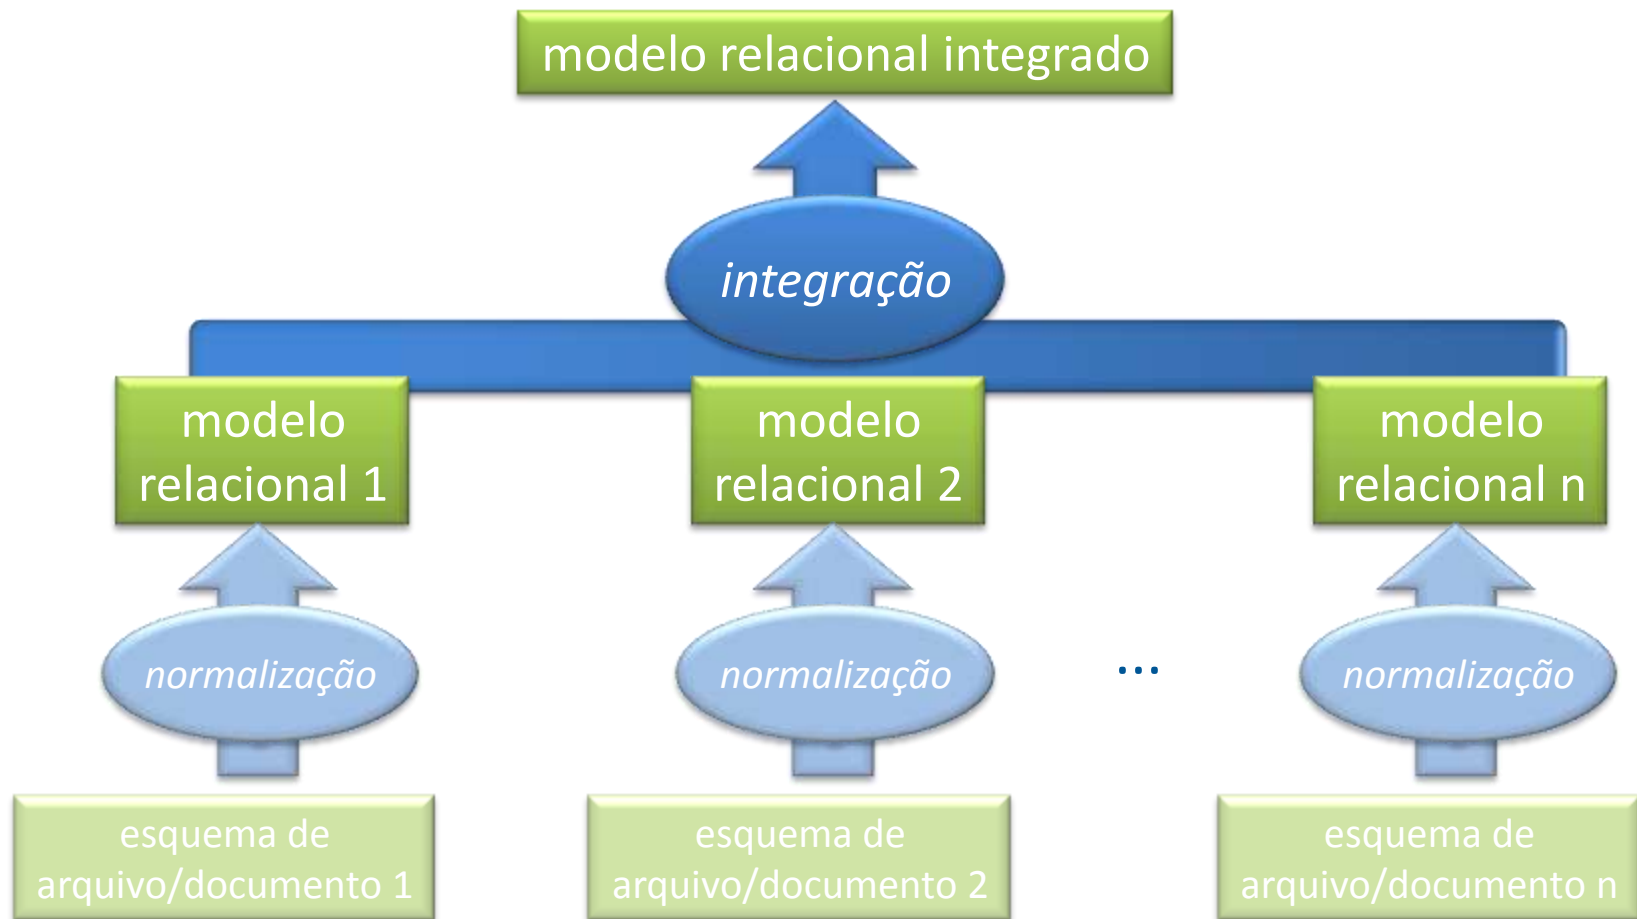 modelo relacional integrado
integração
modelo
relacional 1
modelo
relacional 2
modelo
relacional n
normalização
normalização
...
normalização
esquema de
arquivo/documento 1
esquema de
arquivo/documento 2
esquema de
arquivo/documento n